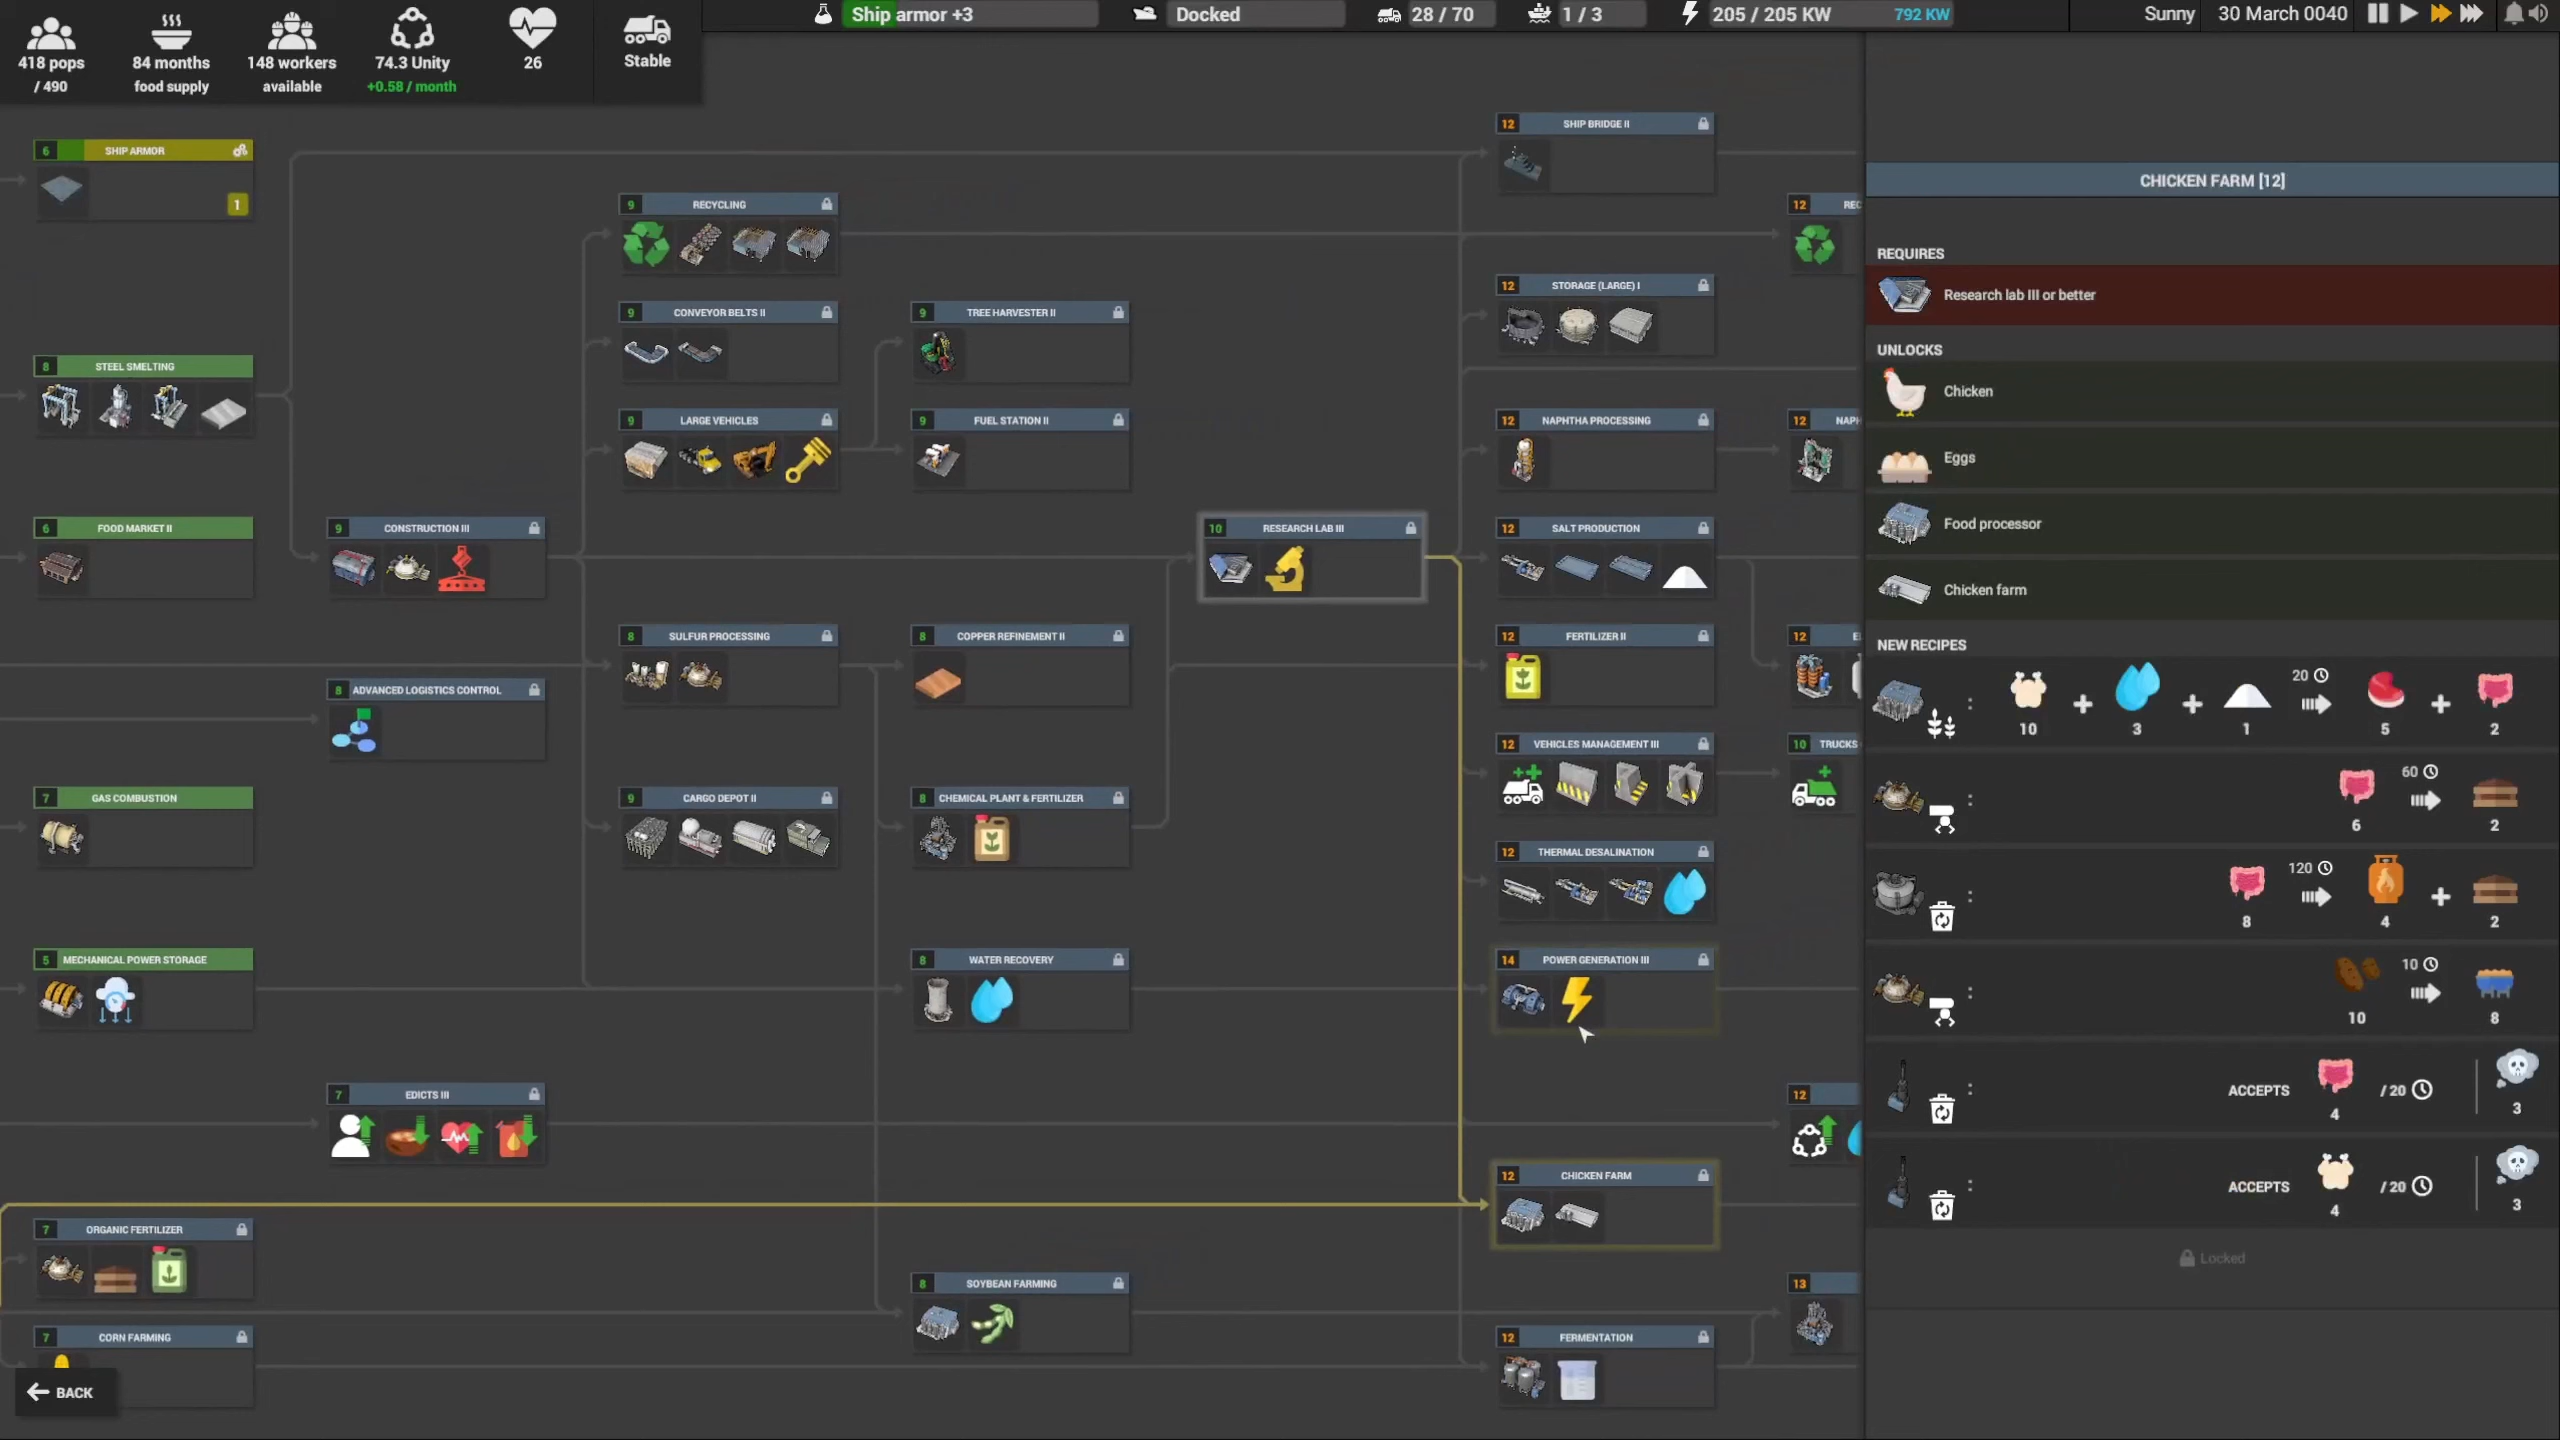 418 pops
/ 490
84 months
food supply
148 workers
available
74.3 Unity
+0.58 / month
26
Stable
Ship armor +3
Docked
28 / 70
1 / 3
205 / 205 KW
792 KW
Sunny
30 March 0040
6 SHIP ARMOR
1
8 STEEL SMELTING
6 FOOD MARKET II
7 GAS COMBUSTION
5 MECHANICAL POWER STORAGE
7 ORGANIC FERTILIZER
7 CORN FARMING
BACK
9 CONSTRUCTION III
8 ADVANCED LOGISTICS CONTROL
7 EDICTS III
9 RECYCLING
9 CONVEYOR BELTS II
9 LARGE VEHICLES
8 SULFUR PROCESSING
9 CARGO DEPOT II
9 TREE HARVESTER II
9 FUEL STATION II
8 COPPER REFINEMENT II
8 CHEMICAL PLANT & FERTILIZER
8 WATER RECOVERY
8 SOYBEAN FARMING
10 RESEARCH LAB III
12 SHIP BRIDGE II
12 STORAGE (LARGE) I
12 NAPHTHA PROCESSING
12 SALT PRODUCTION
12 FERTILIZER II
12 VEHICLES MANAGEMENT III
12 THERMAL DESALINATION
14 POWER GENERATION III
12 CHICKEN FARM
12 FERMENTATION
12 REC
12 NAPH
12 E
10 TRUCKS
12
13
CHICKEN FARM [12]
REQUIRES
Research lab III or better
UNLOCKS
Chicken
Eggs
Food processor
Chicken farm
NEW RECIPES
: 10 + 3 + 1 20 5 + 2
: 6 60 2
: 8 120 4 + 2
: 10 10 8
: ACCEPTS 4 / 20 3
: ACCEPTS 4 / 20 3
Locked